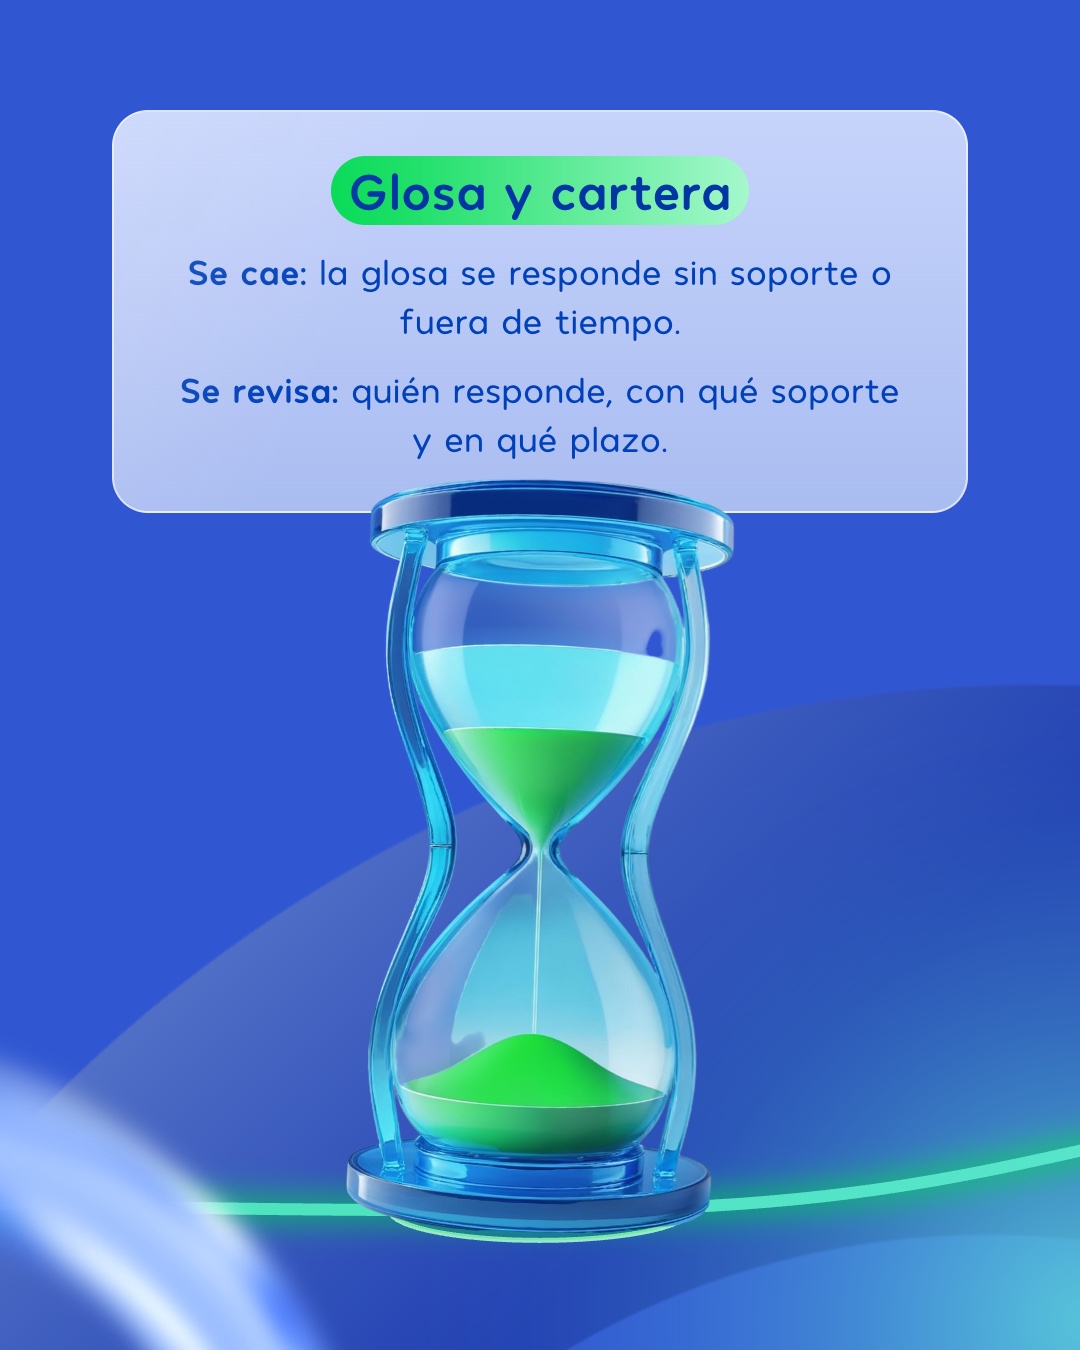 Glosa y cartera
Se cae: la glosa se responde sin soporte o
fuera de tiempo.
Se revisa: quién responde, con qué soporte
y en qué plazo.